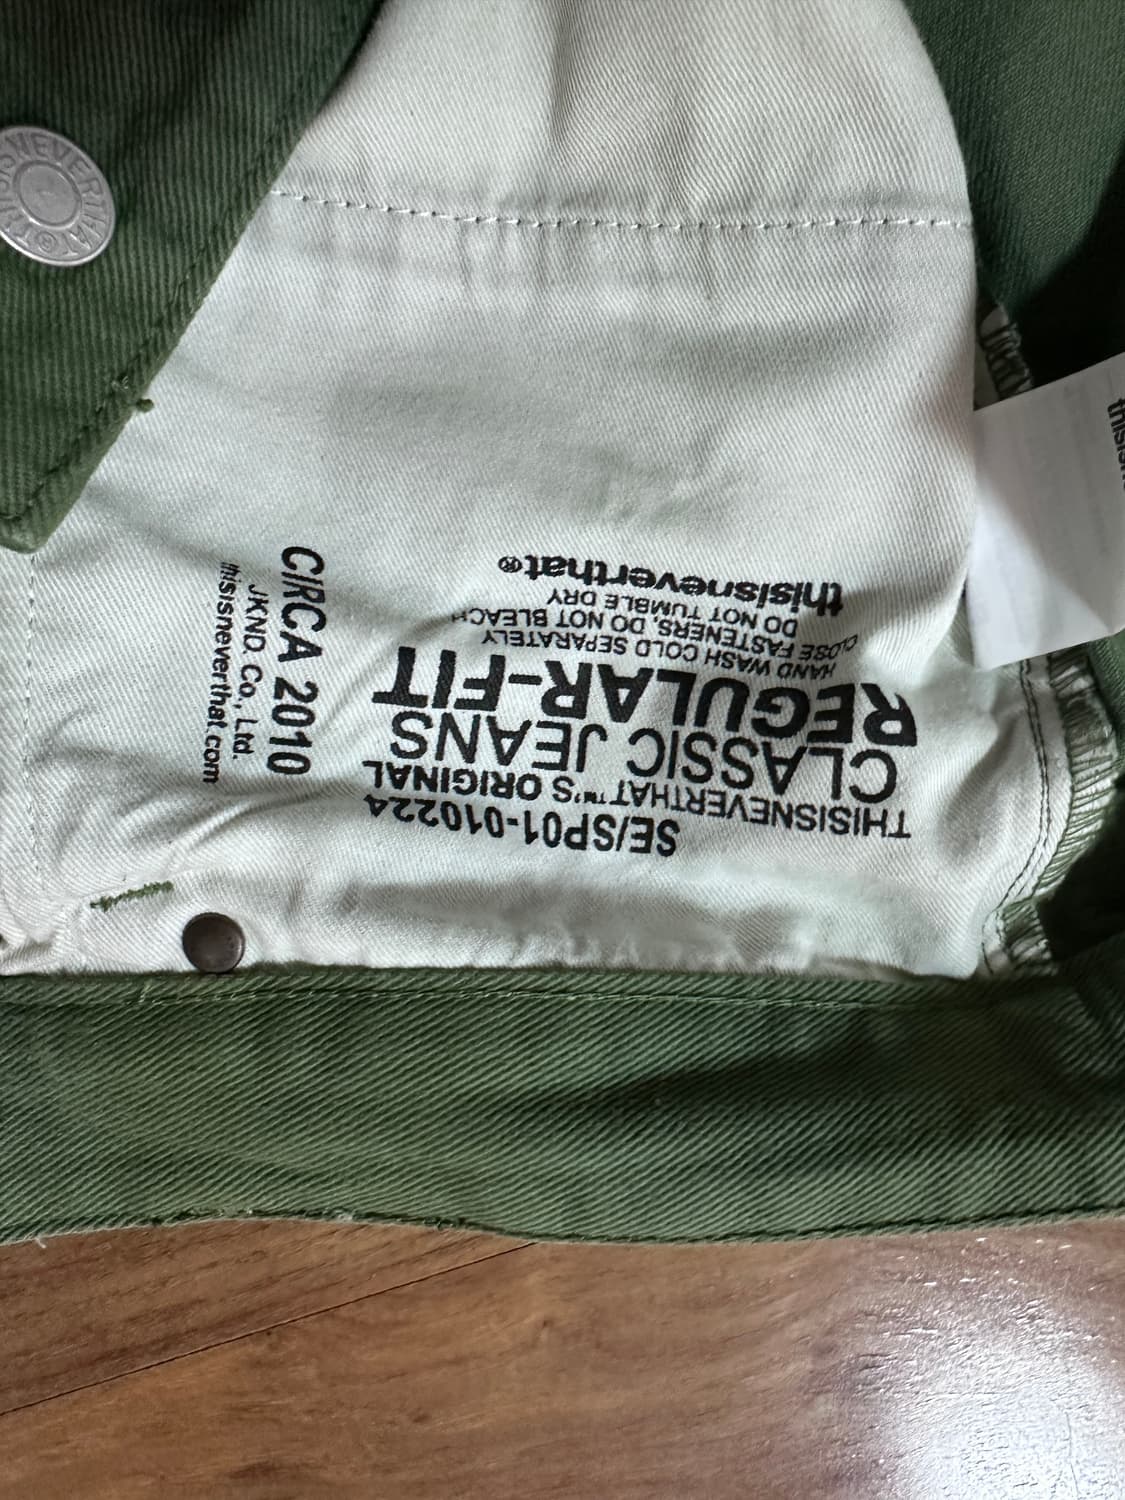 SE/SP01-010224
THISISNEVERTHAT™'S ORIGINAL
CLASSIC JEANS
REGULAR-FIT
HAND WASH COLD SEPARATELY
CLOSE FASTENERS, DO NOT BLEACH
DO NOT TUMBLE DRY
thisisneverthat®
CIRCA 2010
JKND Co., Ltd.
thisisneverthat.com
THISISNEVERTHAT®